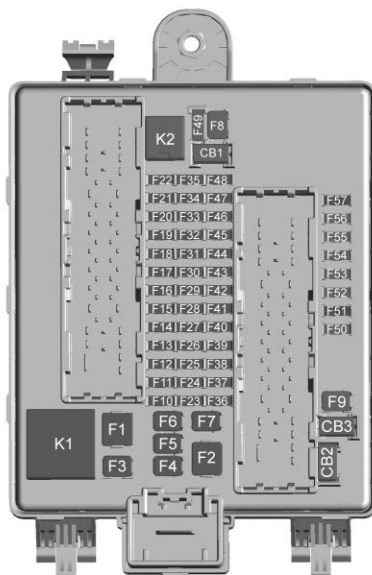 F49 F8
K2
CB1
F22 F35 F48
F21 F34 F47
F57
F20 F33 F46
F56
F19 F32 F45
F55
F18 F31 F44
F54
F17 F30 F43
F53
F16 F29 F42
F52
F15 F28 F41
F51
F14 F27 F40
F50
F13 F26 F39
F12 F25 F38
F11 F24 F37
F10 F23 F36
F9
K1 F1 F6 F7 CB3
F5
F3 F4 F2 CB2